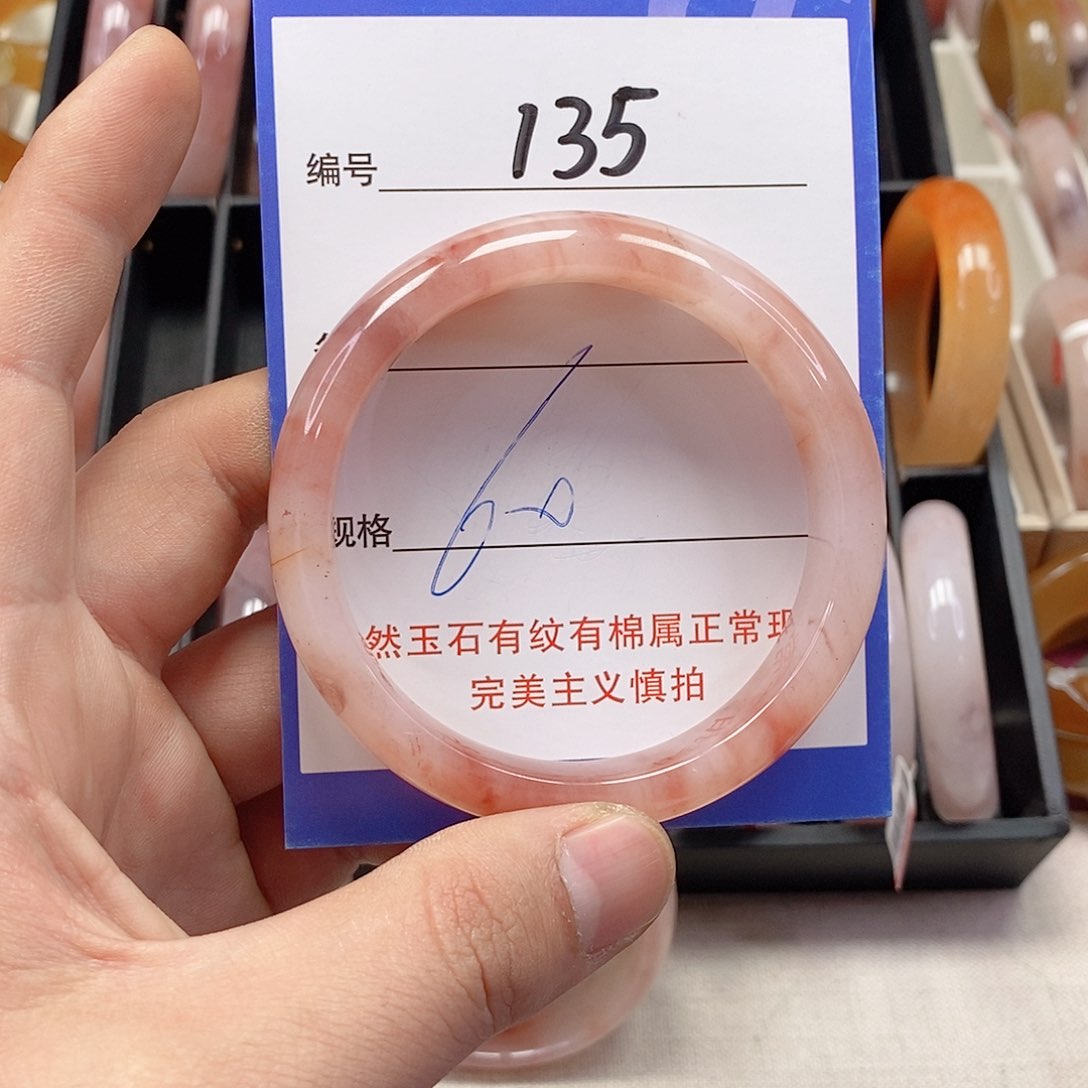 编号 135
规格 60
然玉石有纹有棉属正常现
完美主义慎拍